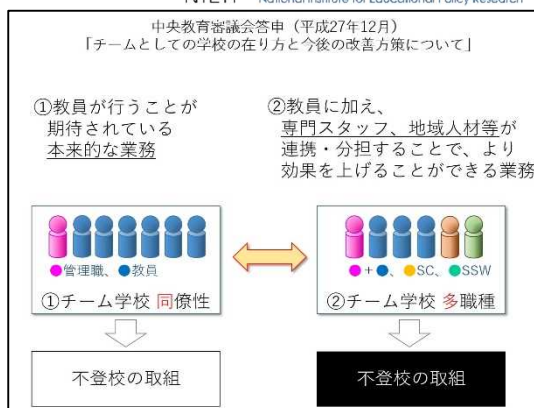 National Institute for Educational Policy Research
中央教育審議会答申（平成27年12月）
「チームとしての学校の在り方と今後の改善方策について」
①教員が行うことが
期待されている
本来的な業務
②教員に加え、
専門スタッフ、地域人材等が
連携・分担することで、より
効果を上げることができる業務
●管理職、●教員
●＋●、●SC、●SSW
①チーム学校 同僚性
②チーム学校 多職種
不登校の取組
不登校の取組